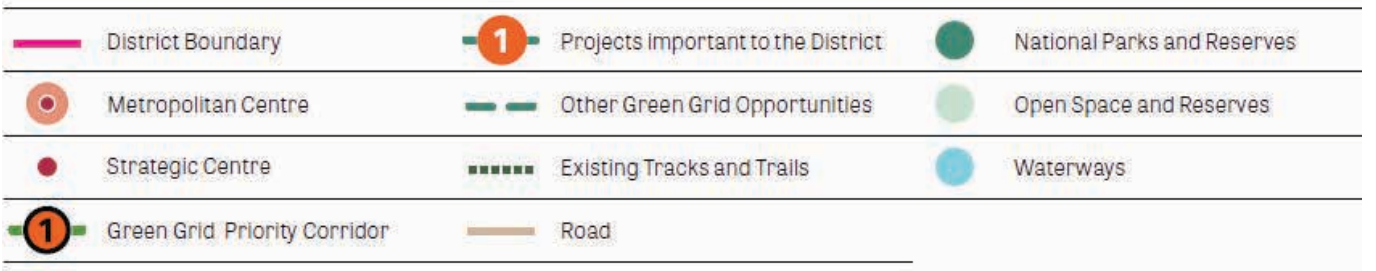 District Boundary
1 Projects important to the District
National Parks and Reserves
Metropolitan Centre
Other Green Grid Opportunities
Open Space and Reserves
Strategic Centre
Existing Tracks and Trails
Waterways
1 Green Grid Priority Corridor
Road